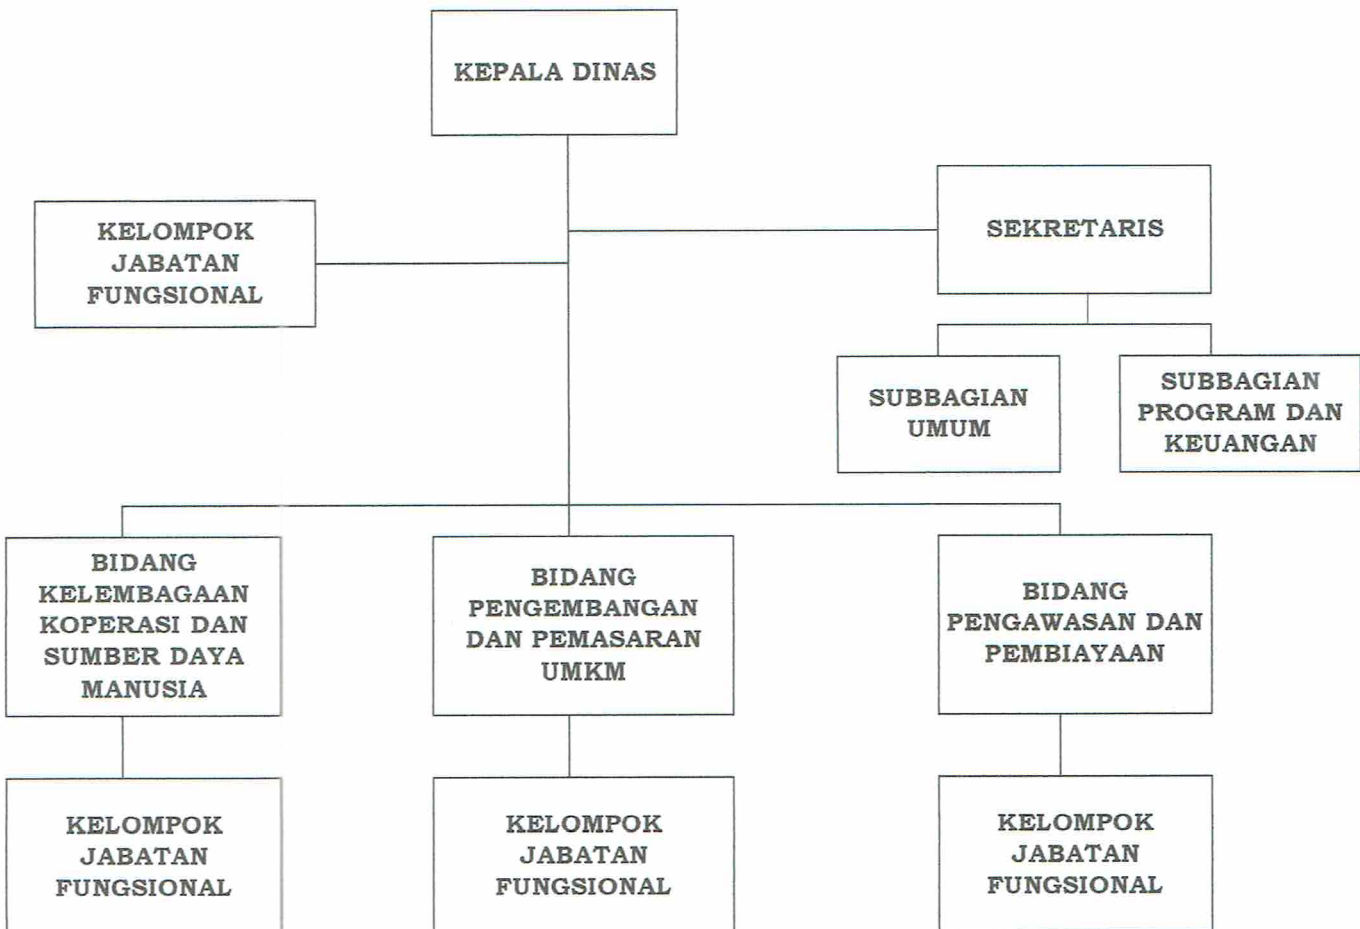 KEPALA DINAS
KELOMPOK
JABATAN
FUNGSIONAL
SEKRETARIS
SUBBAGIAN
UMUM
SUBBAGIAN
PROGRAM DAN
KEUANGAN
BIDANG
KELEMBAGAAN
KOPERASI DAN
SUMBER DAYA
MANUSIA
BIDANG
PENGEMBANGAN
DAN PEMASARAN
UMKM
BIDANG
PENGAWASAN DAN
PEMBIAYAAN
KELOMPOK
JABATAN
FUNGSIONAL
KELOMPOK
JABATAN
FUNGSIONAL
KELOMPOK
JABATAN
FUNGSIONAL